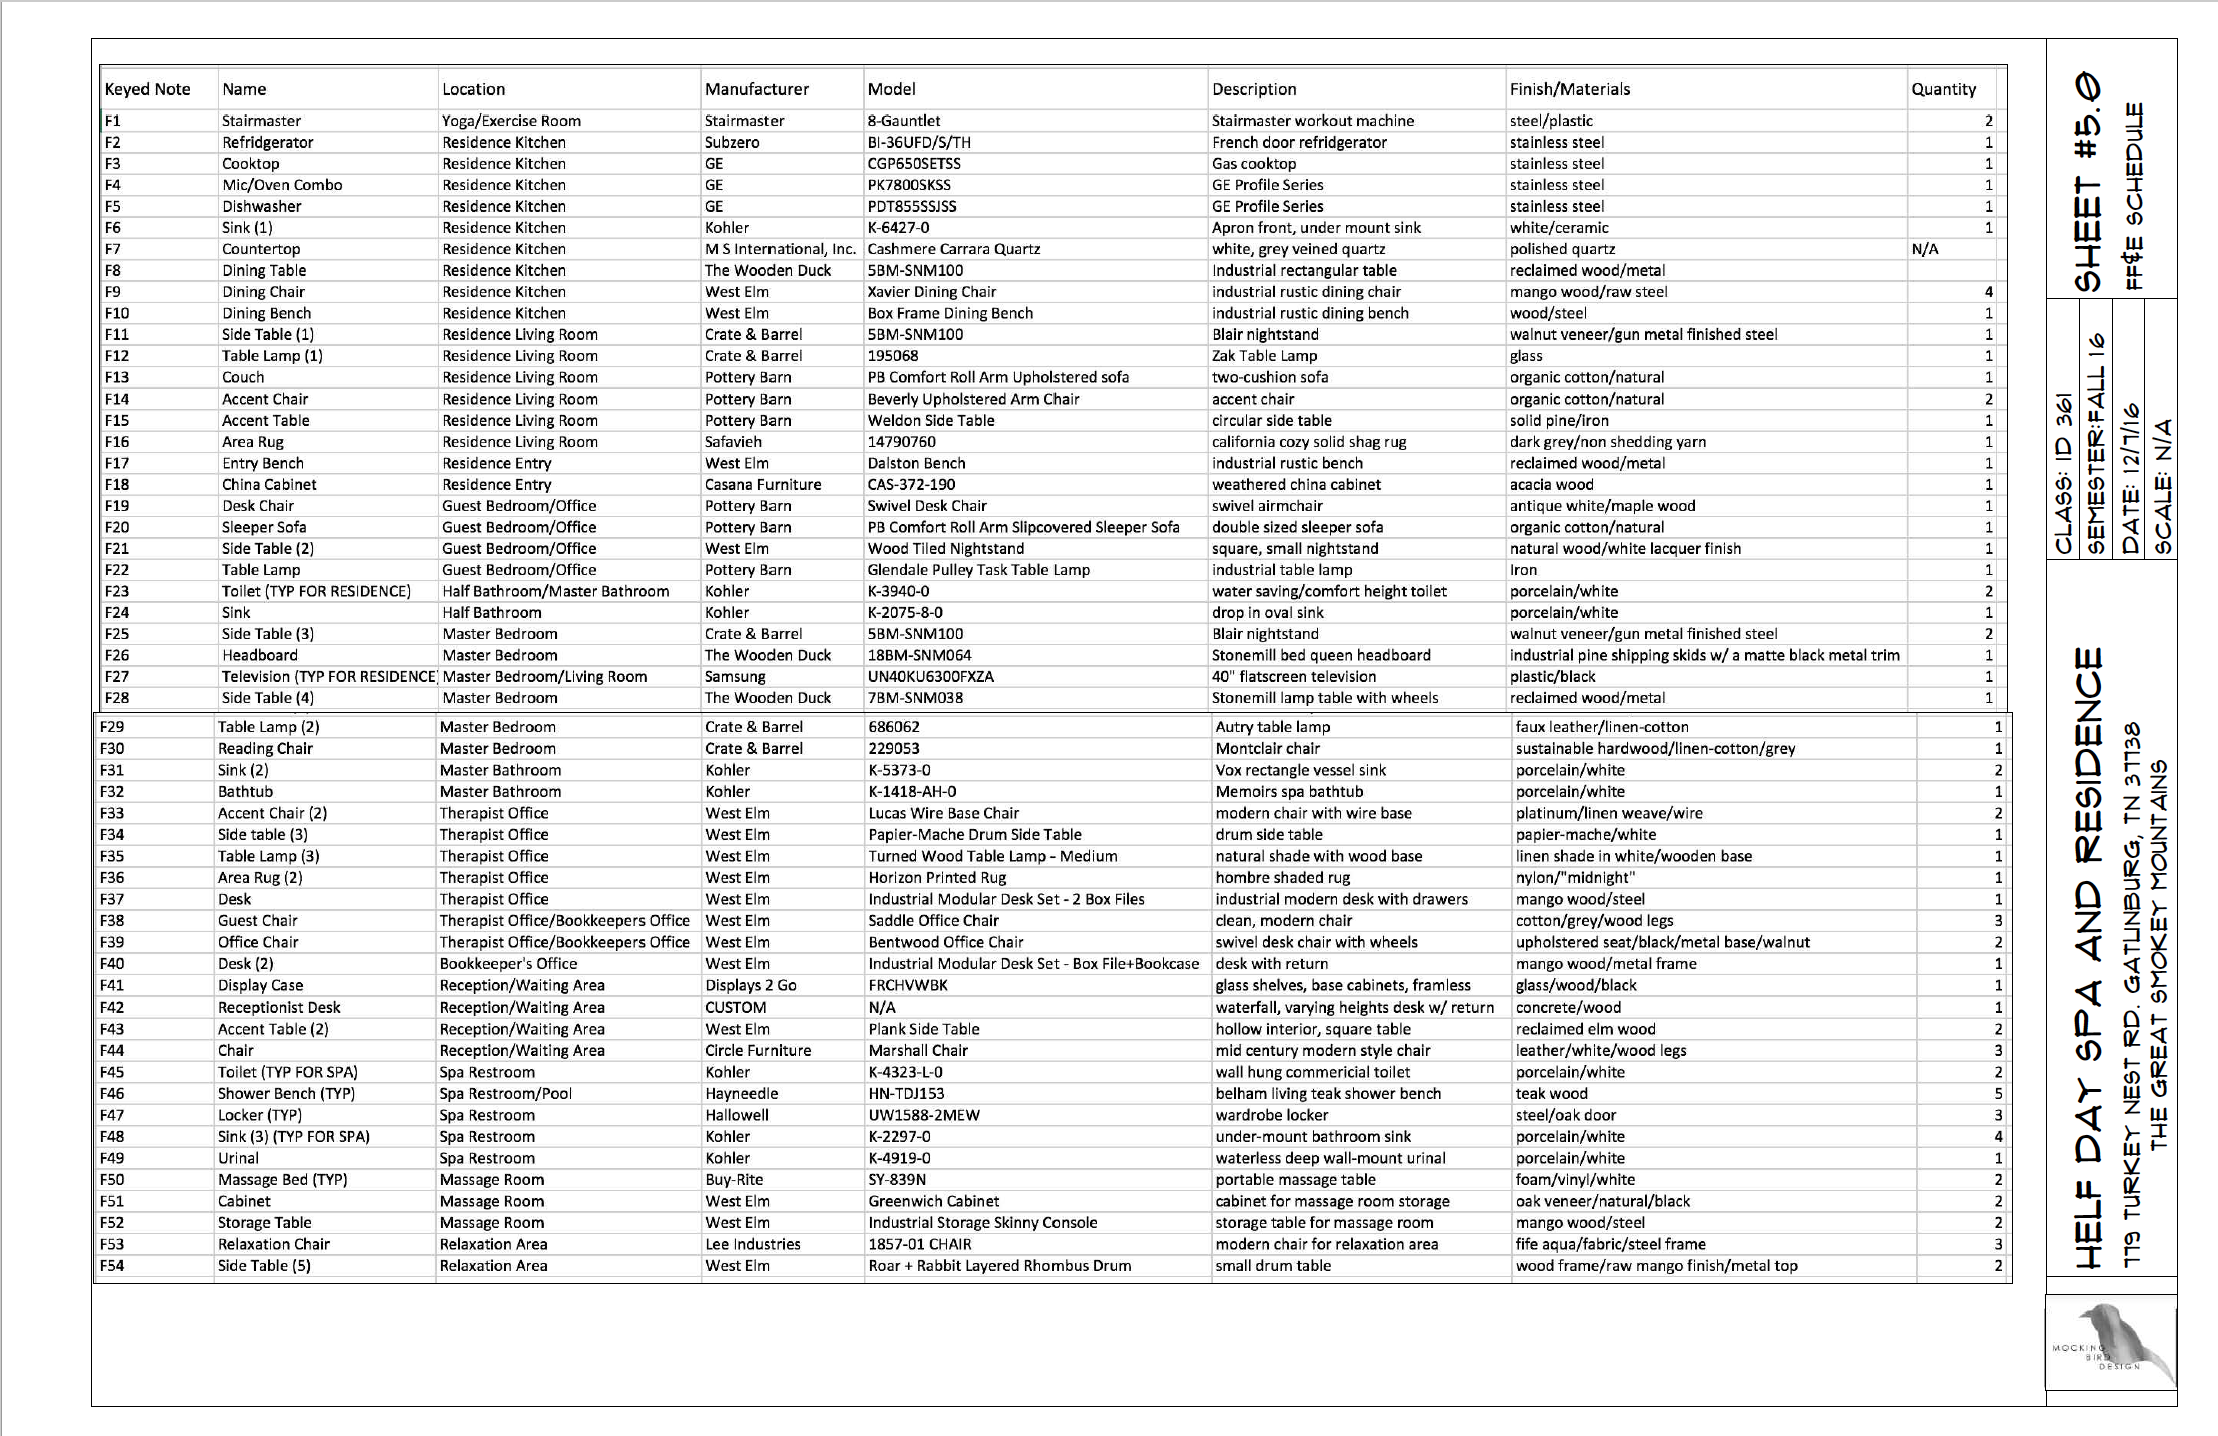 Keyed Note Name Location Manufacturer Model Description Finish/Materials Quantity
F1 Stairmaster Yoga/Exercise Room Stairmaster 8-Gauntlet Stairmaster workout machine steel/plastic 2
F2 Refridgerator Residence Kitchen Subzero BI-36UFD/S/TH French door refridgerator stainless steel 1
F3 Cooktop Residence Kitchen GE CGP650SETSS Gas cooktop stainless steel 1
F4 Mic/Oven Combo Residence Kitchen GE PK7800SKSS GE Profile Series stainless steel 1
F5 Dishwasher Residence Kitchen GE PDT855SSJSS GE Profile Series stainless steel 1
F6 Sink (1) Residence Kitchen Kohler K-6427-0 Apron front, under mount sink white/ceramic 1
F7 Countertop Residence Kitchen M S International, Inc. Cashmere Carrara Quartz white, grey veined quartz polished quartz N/A
F8 Dining Table Residence Kitchen The Wooden Duck 5BM-SNM100 Industrial rectangular table reclaimed wood/metal
F9 Dining Chair Residence Kitchen West Elm Xavier Dining Chair industrial rustic dining chair mango wood/raw steel 4
F10 Dining Bench Residence Kitchen West Elm Box Frame Dining Bench industrial rustic dining bench wood/steel 1
F11 Side Table (1) Residence Living Room Crate & Barrel 5BM-SNM100 Blair nightstand walnut veneer/gun metal finished steel 1
F12 Table Lamp (1) Residence Living Room Crate & Barrel 195068 Zak Table Lamp glass 1
F13 Couch Residence Living Room Pottery Barn PB Comfort Roll Arm Upholstered sofa two-cushion sofa organic cotton/natural 1
F14 Accent Chair Residence Living Room Pottery Barn Beverly Upholstered Arm Chair accent chair organic cotton/natural 2
F15 Accent Table Residence Living Room Pottery Barn Weldon Side Table circular side table solid pine/iron 1
F16 Area Rug Residence Living Room Safavieh 14790760 california cozy solid shag rug dark grey/non shedding yarn 1
F17 Entry Bench Residence Entry West Elm Dalston Bench industrial rustic bench reclaimed wood/metal 1
F18 China Cabinet Residence Entry Casana Furniture CAS-372-190 weathered china cabinet acacia wood 1
F19 Desk Chair Guest Bedroom/Office Pottery Barn Swivel Desk Chair swivel airmchair antique white/maple wood 1
F20 Sleeper Sofa Guest Bedroom/Office Pottery Barn PB Comfort Roll Arm Slipcovered Sleeper Sofa double sized sleeper sofa organic cotton/natural 1
F21 Side Table (2) Guest Bedroom/Office West Elm Wood Tiled Nightstand square, small nightstand natural wood/white lacquer finish 1
F22 Table Lamp Guest Bedroom/Office Pottery Barn Glendale Pulley Task Table Lamp industrial table lamp Iron 1
F23 Toilet (TYP FOR RESIDENCE) Half Bathroom/Master Bathroom Kohler K-3940-0 water saving/comfort height toilet porcelain/white 2
F24 Sink Half Bathroom Kohler K-2075-8-0 drop in oval sink porcelain/white 1
F25 Side Table (3) Master Bedroom Crate & Barrel 5BM-SNM100 Blair nightstand walnut veneer/gun metal finished steel 2
F26 Headboard Master Bedroom The Wooden Duck 18BM-SNM064 Stonemill bed queen headboard industrial pine shipping skids w/ a matte black metal trim 1
F27 Television (TYP FOR RESIDENCE) Master Bedroom/Living Room Samsung UN40KU6300FXZA 40" flatscreen television plastic/black 1
F28 Side Table (4) Master Bedroom The Wooden Duck 7BM-SNM038 Stonemill lamp table with wheels reclaimed wood/metal 1
F29 Table Lamp (2) Master Bedroom Crate & Barrel 686062 Autry table lamp faux leather/linen-cotton 1
F30 Reading Chair Master Bedroom Crate & Barrel 229053 Montclair chair sustainable hardwood/linen-cotton/grey 1
F31 Sink (2) Master Bathroom Kohler K-5373-0 Vox rectangle vessel sink porcelain/white 2
F32 Bathtub Master Bathroom Kohler K-1418-AH-0 Memoirs spa bathtub porcelain/white 1
F33 Accent Chair (2) Therapist Office West Elm Lucas Wire Base Chair modern chair with wire base platinum/linen weave/wire 2
F34 Side table (3) Therapist Office West Elm Papier-Mache Drum Side Table drum side table papier-mache/white 1
F35 Table Lamp (3) Therapist Office West Elm Turned Wood Table Lamp - Medium natural shade with wood base linen shade in white/wooden base 1
F36 Area Rug (2) Therapist Office West Elm Horizon Printed Rug hombre shaded rug nylon/"midnight" 1
F37 Desk Therapist Office West Elm Industrial Modular Desk Set - 2 Box Files industrial modern desk with drawers mango wood/steel 1
F38 Guest Chair Therapist Office/Bookkeepers Office West Elm Saddle Office Chair clean, modern chair cotton/grey/wood legs 3
F39 Office Chair Therapist Office/Bookkeepers Office West Elm Bentwood Office Chair swivel desk chair with wheels upholstered seat/black/metal base/walnut 2
F40 Desk (2) Bookkeeper's Office West Elm Industrial Modular Desk Set - Box File+Bookcase desk with return mango wood/metal frame 1
F41 Display Case Reception/Waiting Area Displays 2 Go FRCHVWBK glass shelves, base cabinets, framless glass/wood/black 1
F42 Receptionist Desk Reception/Waiting Area CUSTOM N/A waterfall, varying heights desk w/ return concrete/wood 1
F43 Accent Table (2) Reception/Waiting Area West Elm Plank Side Table hollow interior, square table reclaimed elm wood 2
F44 Chair Reception/Waiting Area Circle Furniture Marshall Chair mid century modern style chair leather/white/wood legs 3
F45 Toilet (TYP FOR SPA) Spa Restroom Kohler K-4323-L-0 wall hung commericial toilet porcelain/white 2
F46 Shower Bench (TYP) Spa Restroom/Pool Hayneedle HN-TDJ153 belham living teak shower bench teak wood 5
F47 Locker (TYP) Spa Restroom Hallowell UW1588-2MEW wardrobe locker steel/oak door 3
F48 Sink (3) (TYP FOR SPA) Spa Restroom Kohler K-2297-0 under-mount bathroom sink porcelain/white 4
F49 Urinal Spa Restroom Kohler K-4919-0 waterless deep wall-mount urinal porcelain/white 1
F50 Massage Bed (TYP) Massage Room Buy-Rite SY-839N portable massage table foam/vinyl/white 2
F51 Cabinet Massage Room West Elm Greenwich Cabinet cabinet for massage room storage oak veneer/natural/black 2
F52 Storage Table Massage Room West Elm Industrial Storage Skinny Console storage table for massage room mango wood/steel 2
F53 Relaxation Chair Relaxation Area Lee Industries 1857-01 CHAIR modern chair for relaxation area fife aqua/fabric/steel frame 3
F54 Side Table (5) Relaxation Area West Elm Roar + Rabbit Layered Rhombus Drum small drum table wood frame/raw mango finish/metal top 2
SHEET #5.0
FF&E SCHEDULE
CLASS: ID 361
SEMESTER:FALL 16
DATE: 12/7/16
SCALE: N/A
HELF DAY SPA AND RESIDENCE
779 TURKEY NEST RD. GATLINBURG, TN 37738
THE GREAT SMOKEY MOUNTAINS
MOCKING
BIRD
DESIGN